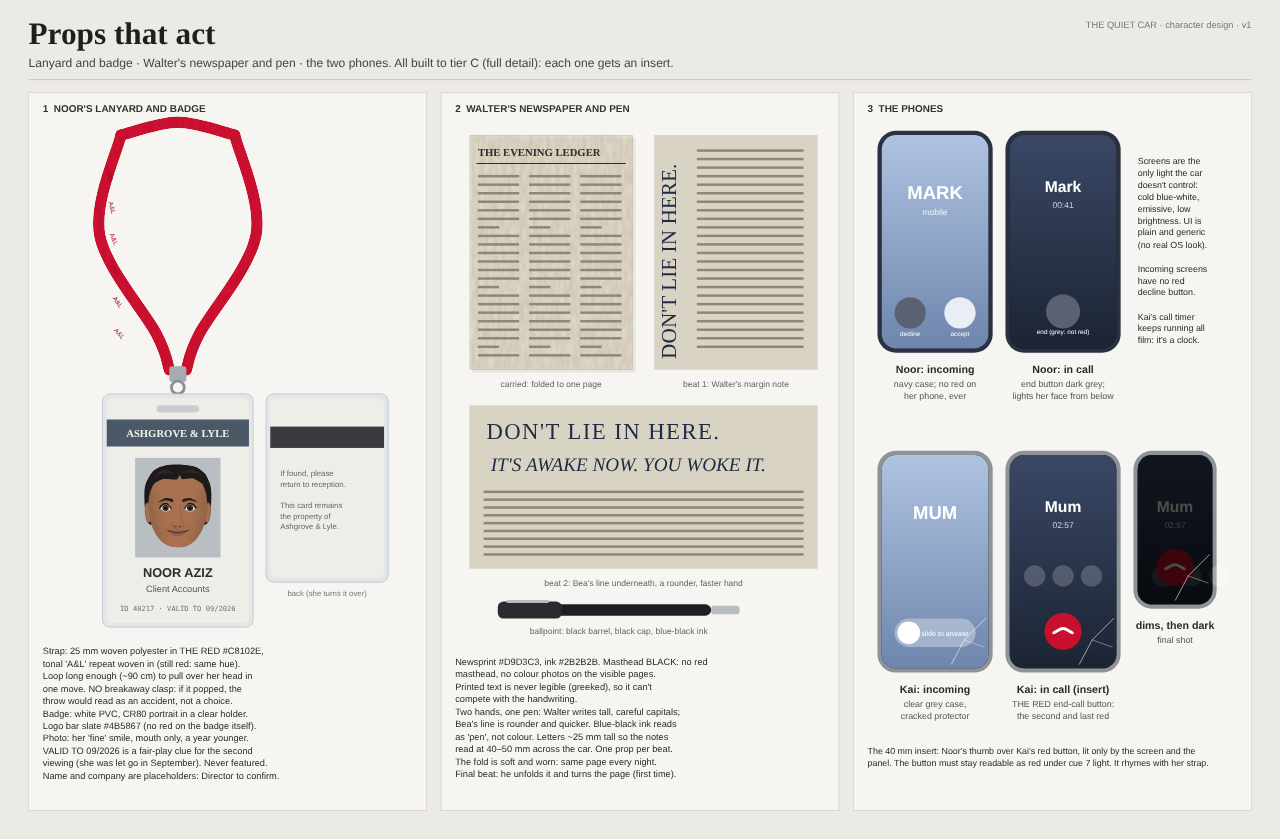 Props that act
THE QUIET CAR · character design · v1
Lanyard and badge · Walter's newspaper and pen · the two phones. All built to tier C (full detail): each one gets an insert.
1 NOOR'S LANYARD AND BADGE
A&L
A&L
A&L
A&L
ASHGROVE & LYLE
NOOR AZIZ
Client Accounts
ID 40217 · VALID TO 09/2026
If found, please
return to reception.
This card remains
the property of
Ashgrove & Lyle.
back (she turns it over)
Strap: 25 mm woven polyester in THE RED #C8102E,
tonal 'A&L' repeat woven in (still red: same hue).
Loop long enough (~90 cm) to pull over her head in
one move. NO breakaway clasp: if it popped, the
throw would read as an accident, not a choice.
Badge: white PVC, CR80 portrait in a clear holder.
Logo bar slate #4B5867 (no red on the badge itself).
Photo: her 'fine' smile, mouth only, a year younger.
VALID TO 09/2026 is a fair-play clue for the second
viewing (she was let go in September). Never featured.
Name and company are placeholders: Director to confirm.
2 WALTER'S NEWSPAPER AND PEN
THE EVENING LEDGER
DON'T LIE IN HERE.
carried: folded to one page
beat 1: Walter's margin note
DON'T LIE IN HERE.
IT'S AWAKE NOW. YOU WOKE IT.
beat 2: Bea's line underneath, a rounder, faster hand
ballpoint: black barrel, black cap, blue-black ink
Newsprint #D9D3C3, ink #2B2B2B. Masthead BLACK: no red
masthead, no colour photos on the visible pages.
Printed text is never legible (greeked), so it can't
compete with the handwriting.
Two hands, one pen: Walter writes tall, careful capitals;
Bea's line is rounder and quicker. Blue-black ink reads
as 'pen', not colour. Letters ~25 mm tall so the notes
read at 40–50 mm across the car. One prop per beat.
The fold is soft and worn: same page every night.
Final beat: he unfolds it and turns the page (first time).
3 THE PHONES
MARK
mobile
decline
accept
Mark
00:41
end (grey: not red)
Screens are the
only light the car
doesn't control:
cold blue-white,
emissive, low
brightness. UI is
plain and generic
(no real OS look).
Incoming screens
have no red
decline button.
Kai's call timer
keeps running all
film: it's a clock.
Noor: incoming
navy case; no red on
her phone, ever
Noor: in call
end button dark grey;
lights her face from below
MUM
slide to answer
Mum
02:57
Mum
02:57
dims, then dark
final shot
Kai: incoming
clear grey case,
cracked protector
Kai: in call (insert)
THE RED end-call button:
the second and last red
The 40 mm insert: Noor's thumb over Kai's red button, lit only by the screen and the
panel. The button must stay readable as red under cue 7 light. It rhymes with her strap.